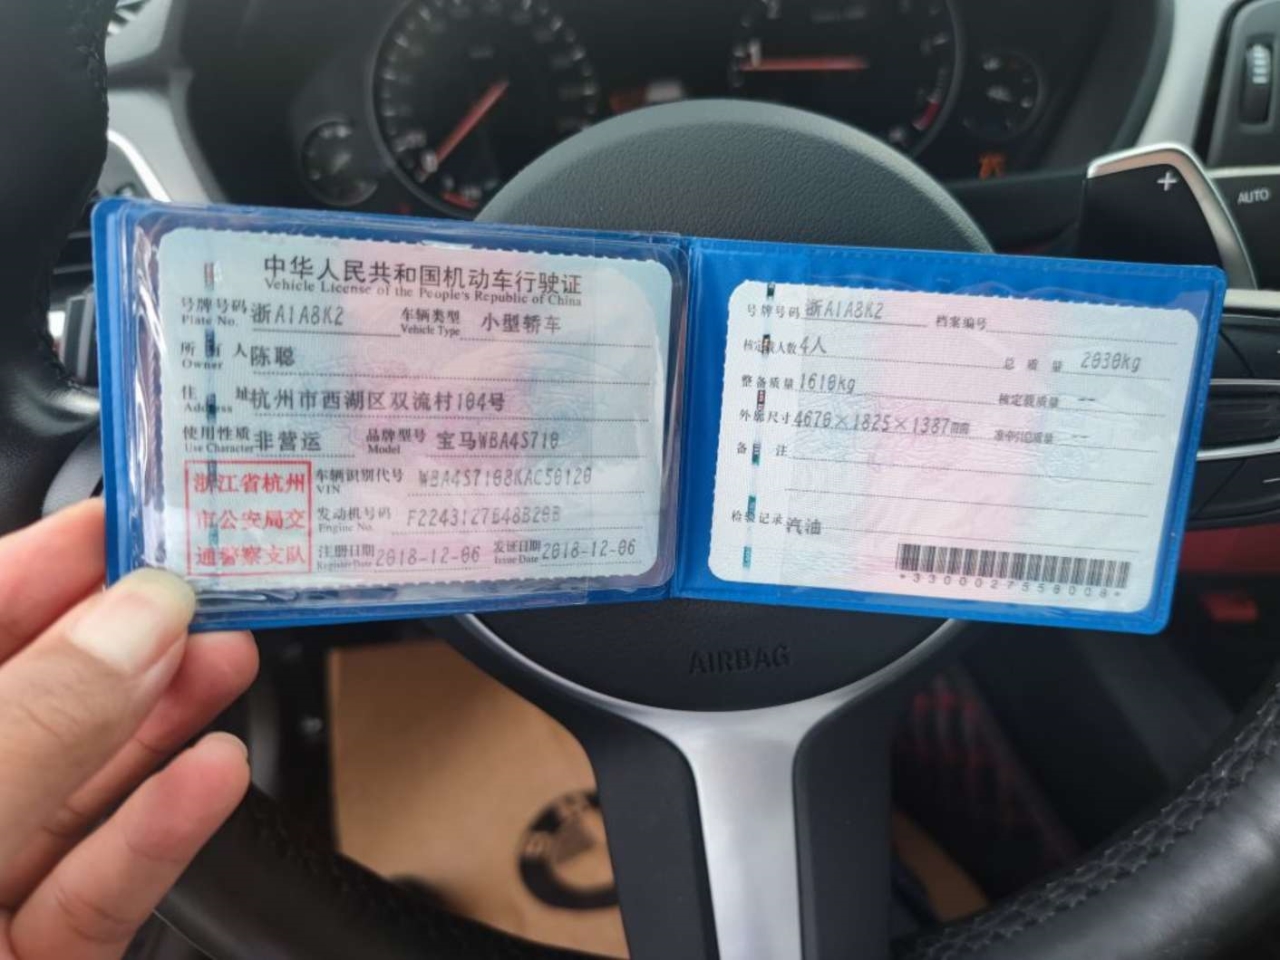 中华人民共和国机动车行驶证
Vehicle License of the People's Republic of China
号牌号码 浙A1A8K2 车辆类型 小型轿车
Plate No. Vehicle Type
所有人 陈聪
Owner
住址 杭州市西湖区双流村104号
Address
使用性质 非营运 品牌型号 宝马WBA4S710
Use Character Model
浙江省杭州
市公安局交
通警察支队
车辆识别代号 WBA4S7108KAC50120
VIN
发动机号码 F2243127648B20B
Engine No.
注册日期 2018-12-06 发证日期 2018-12-06
Register Date Issue Date
号牌号码 浙A1A8K2 档案编号
核定载人数 4人 总质量 2030kg
整备质量 1610kg 核定载质量 --
外廓尺寸 4670×1825×1387mm 准牵引总质量 --
备注
检验记录 汽油
*3300027558008*
AIRBAG
AUTO
+